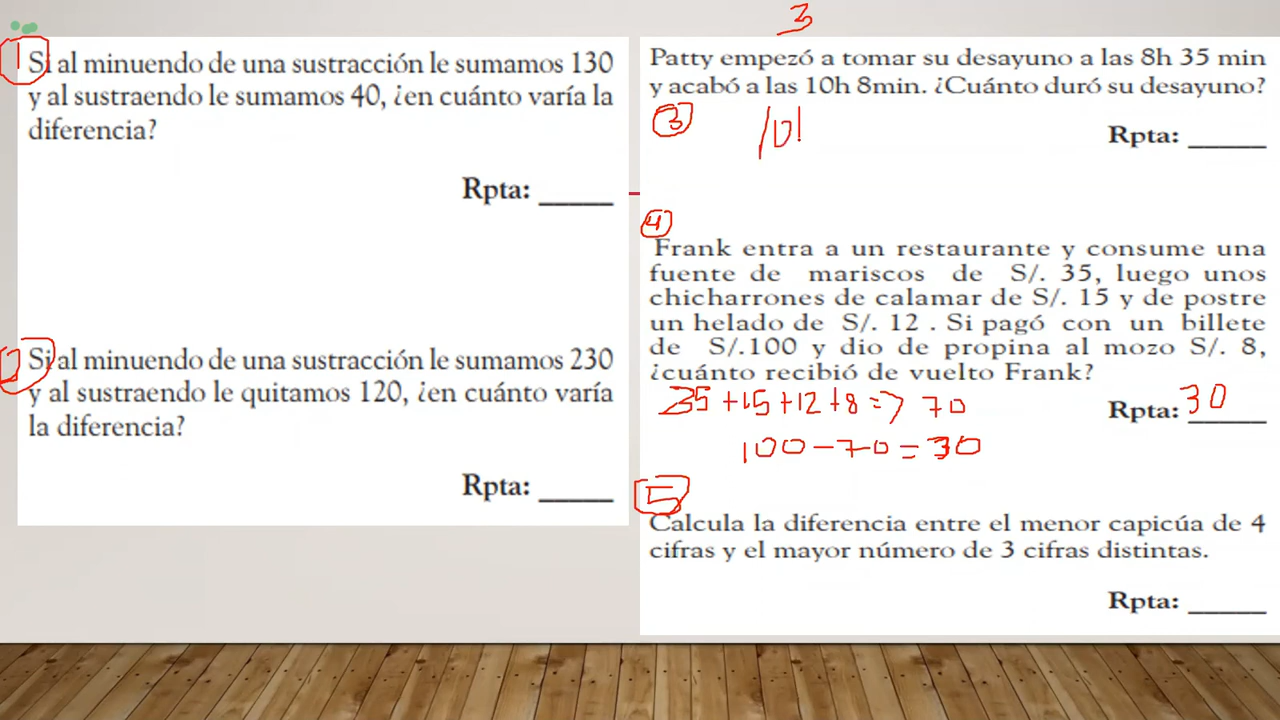 1
Si al minuendo de una sustracción le sumamos 130
y al sustraendo le sumamos 40, ¿en cuánto varía la
diferencia?
Rpta: _____
2
Si al minuendo de una sustracción le sumamos 230
y al sustraendo le quitamos 120, ¿en cuánto varía
la diferencia?
Rpta: _____
3
Patty empezó a tomar su desayuno a las 8h 35 min
y acabó a las 10h 8min. ¿Cuánto duró su desayuno?
3
Rpta: _____
4
Frank entra a un restaurante y consume una
fuente de mariscos de S/. 35, luego unos
chicharrones de calamar de S/. 15 y de postre
un helado de S/. 12 . Si pagó con un billete
de S/.100 y dio de propina al mozo S/. 8,
¿cuánto recibió de vuelto Frank?
35 + 15 + 12 + 8 => 70
Rpta: 30
100 - 70 = 30
5
Calcula la diferencia entre el menor capicúa de 4
cifras y el mayor número de 3 cifras distintas.
Rpta: _____